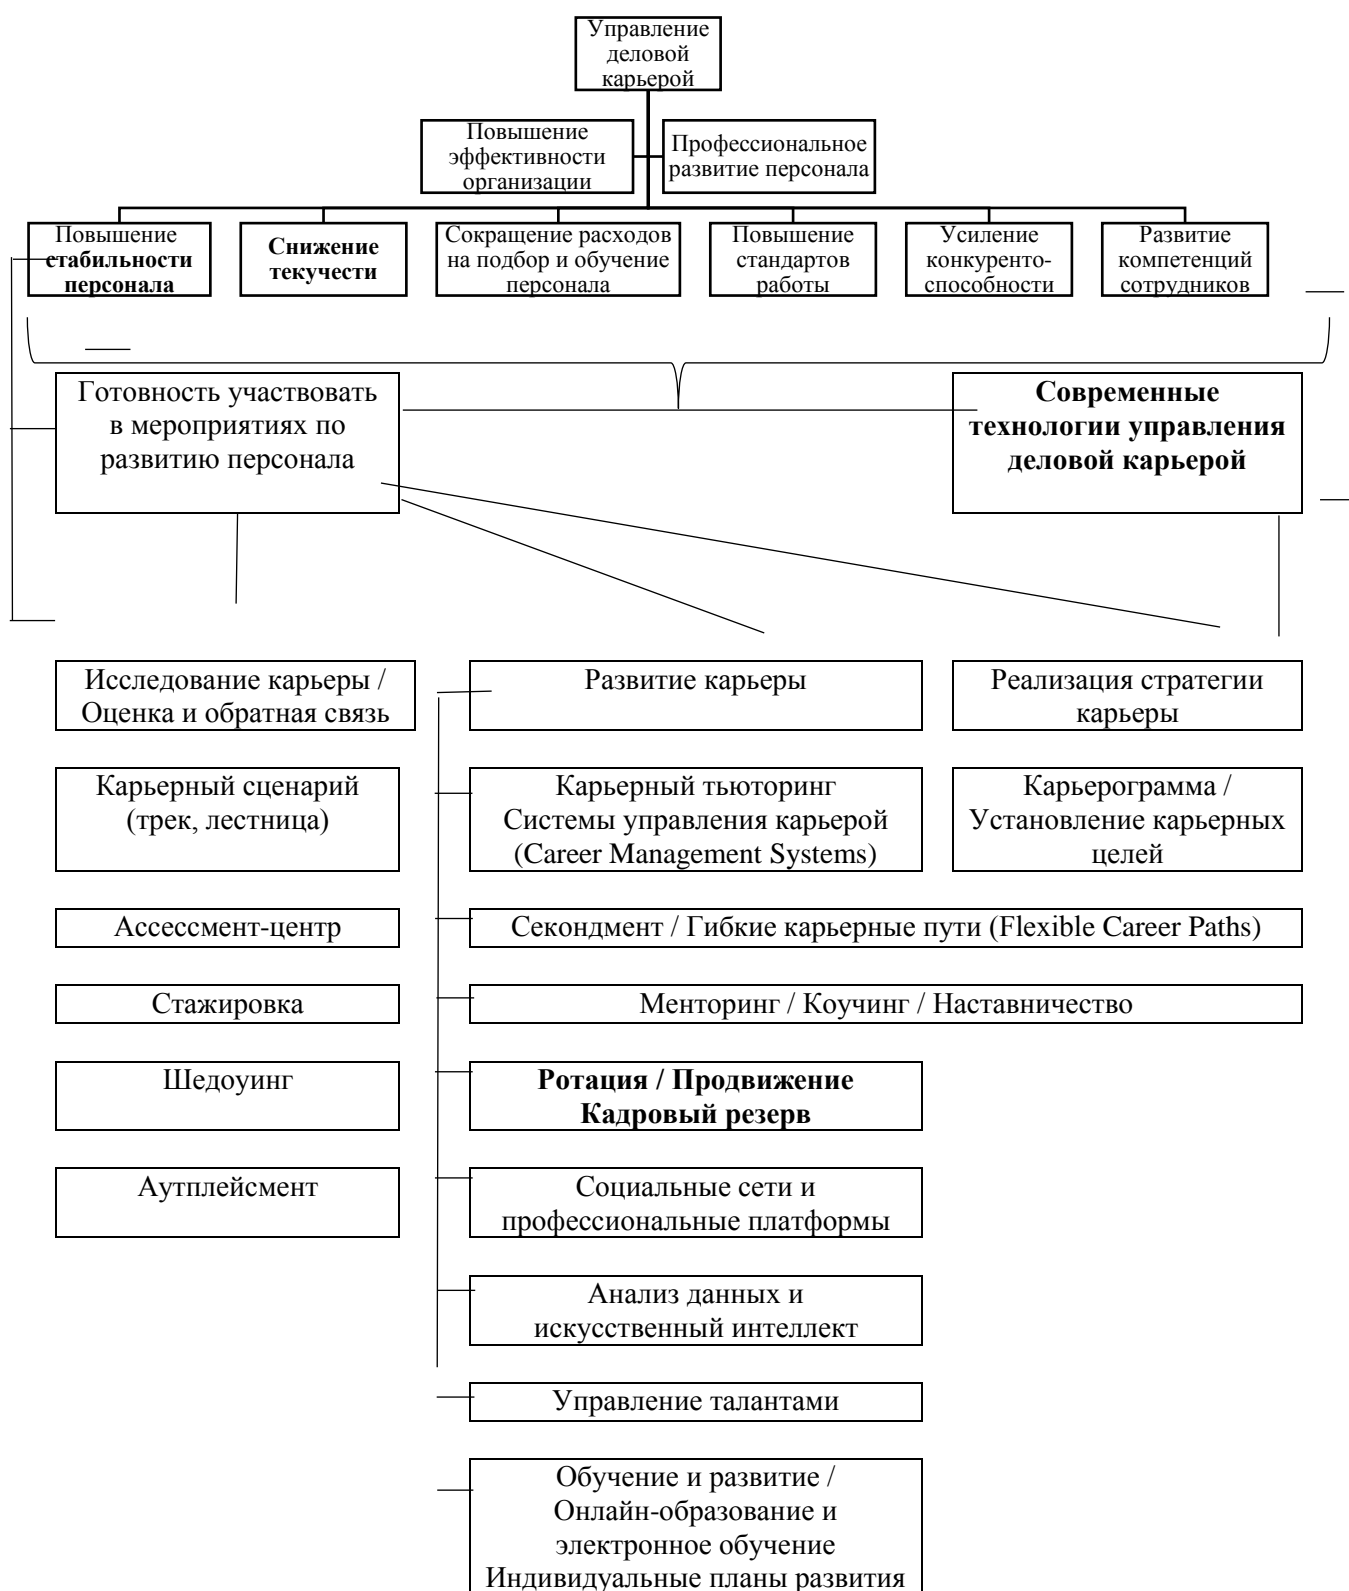 Управление
деловой
карьерой
Повышение
эффективности
организации
Профессиональное
развитие персонала
Повышение
стабильности
персонала
Снижение
текучести
Сокращение расходов
на подбор и обучение
персонала
Повышение
стандартов
работы
Усиление
конкуренто-
способности
Развитие
компетенций
сотрудников
Готовность участвовать
в мероприятиях по
развитию персонала
Современные
технологии управления
деловой карьерой
Исследование карьеры /
Оценка и обратная связь
Развитие карьеры
Реализация стратегии
карьеры
Карьерный сценарий
(трек, лестница)
Карьерный тьюторинг
Системы управления карьерой
(Career Management Systems)
Карьерограмма /
Установление карьерных
целей
Ассессмент-центр
Секондмент / Гибкие карьерные пути (Flexible Career Paths)
Стажировка
Менторинг / Коучинг / Наставничество
Шедоуинг
Ротация / Продвижение
Кадровый резерв
Аутплейсмент
Социальные сети и
профессиональные платформы
Анализ данных и
искусственный интеллект
Управление талантами
Обучение и развитие /
Онлайн-образование и
электронное обучение
Индивидуальные планы развития